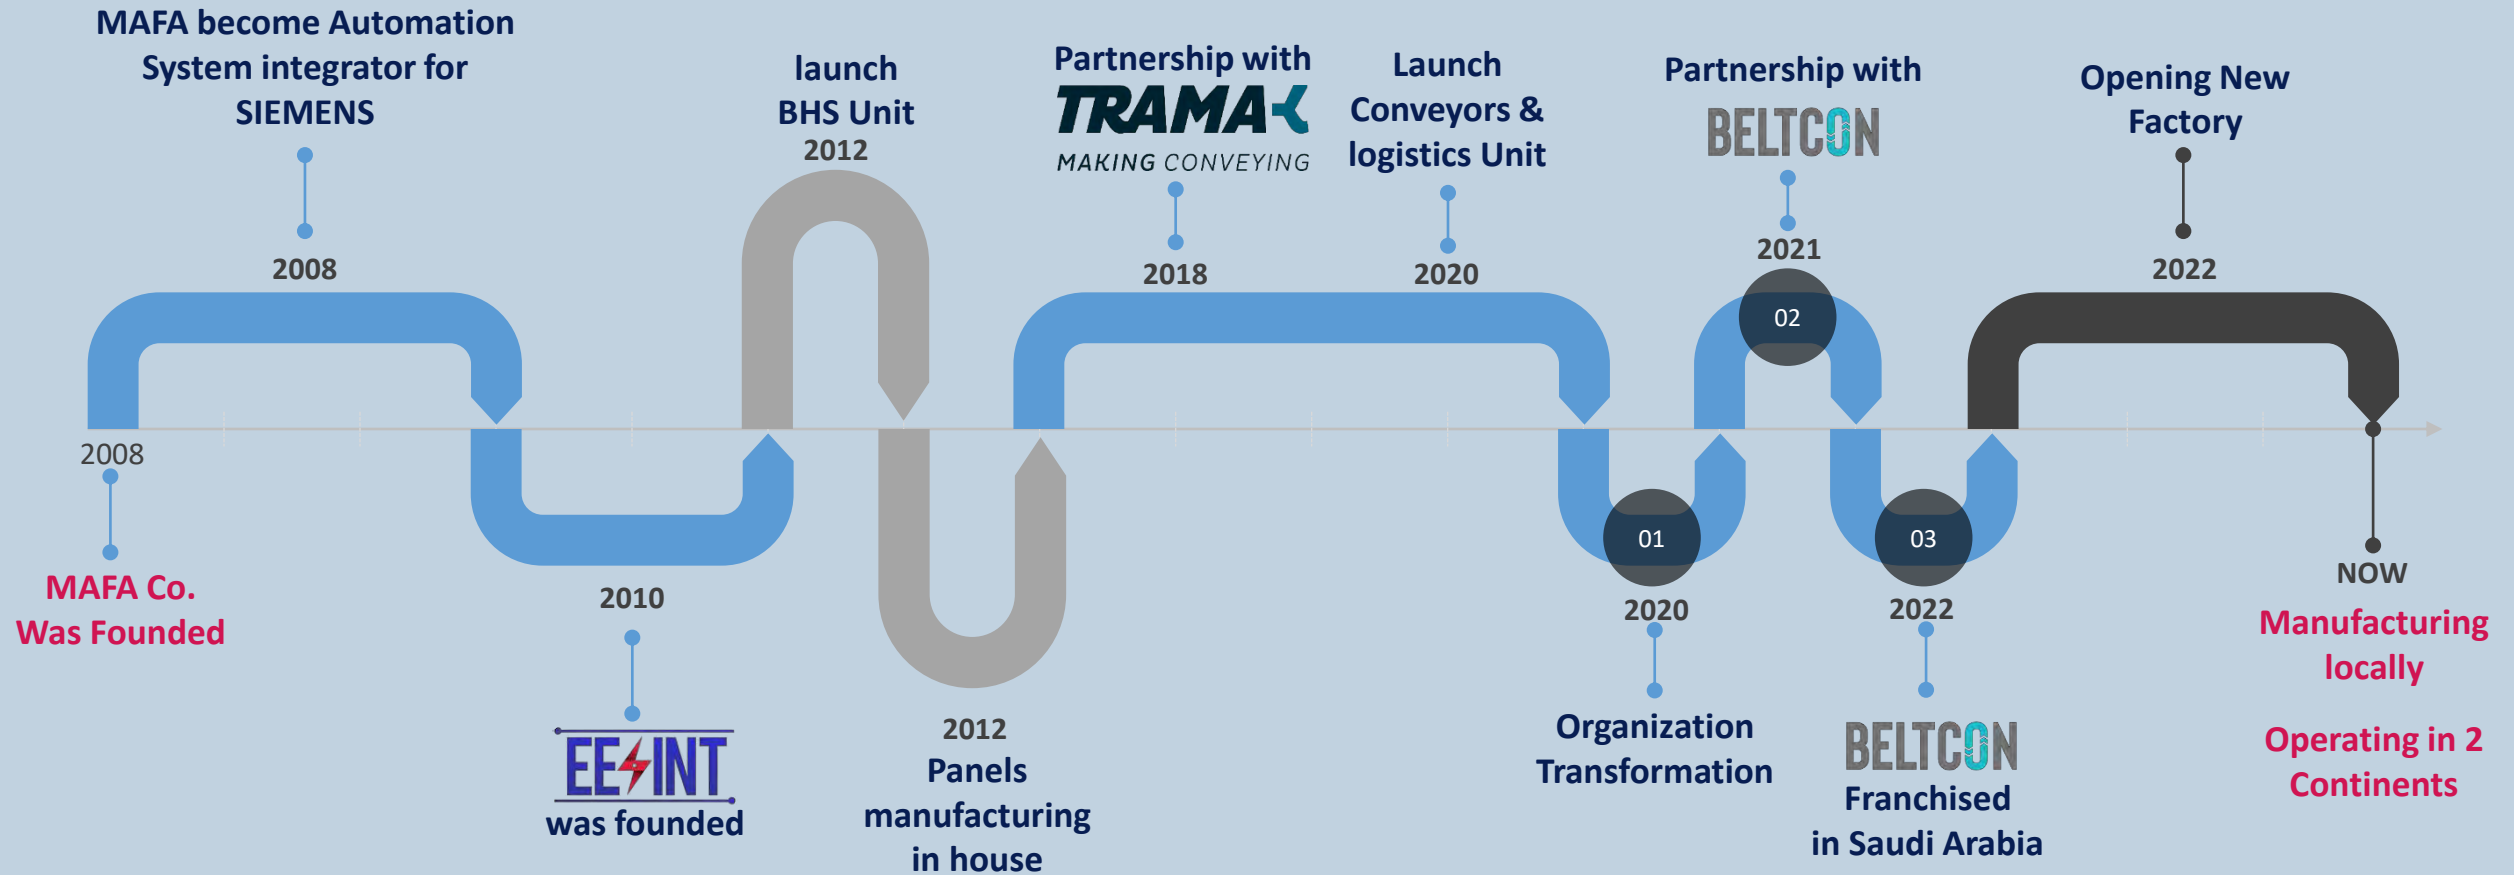 MAFA become Automation
System integrator for
SIEMENS
2008
2008
MAFA Co.
Was Founded
2010
EE INT
was founded
launch
BHS Unit
2012
2012
Panels
manufacturing
in house
Partnership with
TRAMAK
MAKING CONVEYING
2018
Launch
Conveyors &
logistics Unit
2020
01
2020
Organization
Transformation
Partnership with
BELTCON
2021
02
03
2022
BELTCON
Franchised
in Saudi Arabia
Opening New
Factory
2022
NOW
Manufacturing
locally
Operating in 2
Continents